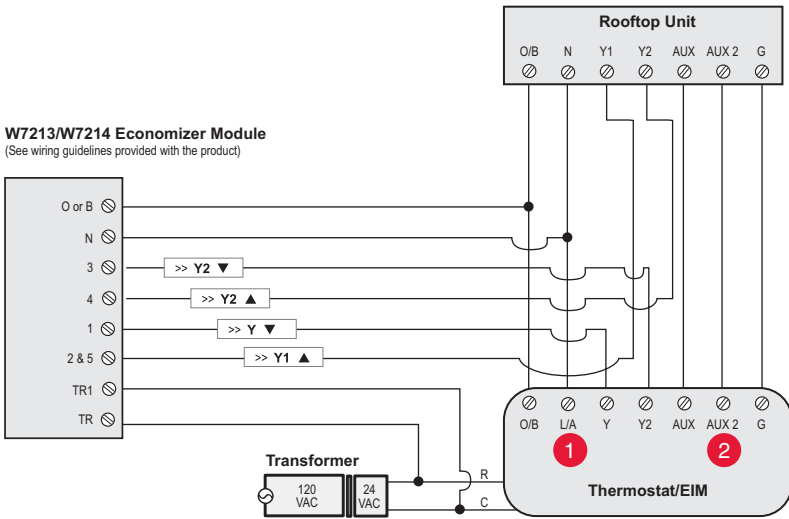 Rooftop Unit
O/B N Y1 Y2 AUX AUX 2 G
W7213/W7214 Economizer Module
(See wiring guidelines provided with the product)
O or B
N
3 >> Y2 ▼
4 >> Y2 ▲
1 >> Y ▼
2 & 5 >> Y1 ▲
TR1
TR
O/B L/A Y Y2 AUX AUX 2 G
1 2
Thermostat/EIM
Transformer
120
VAC
24
VAC
R
C